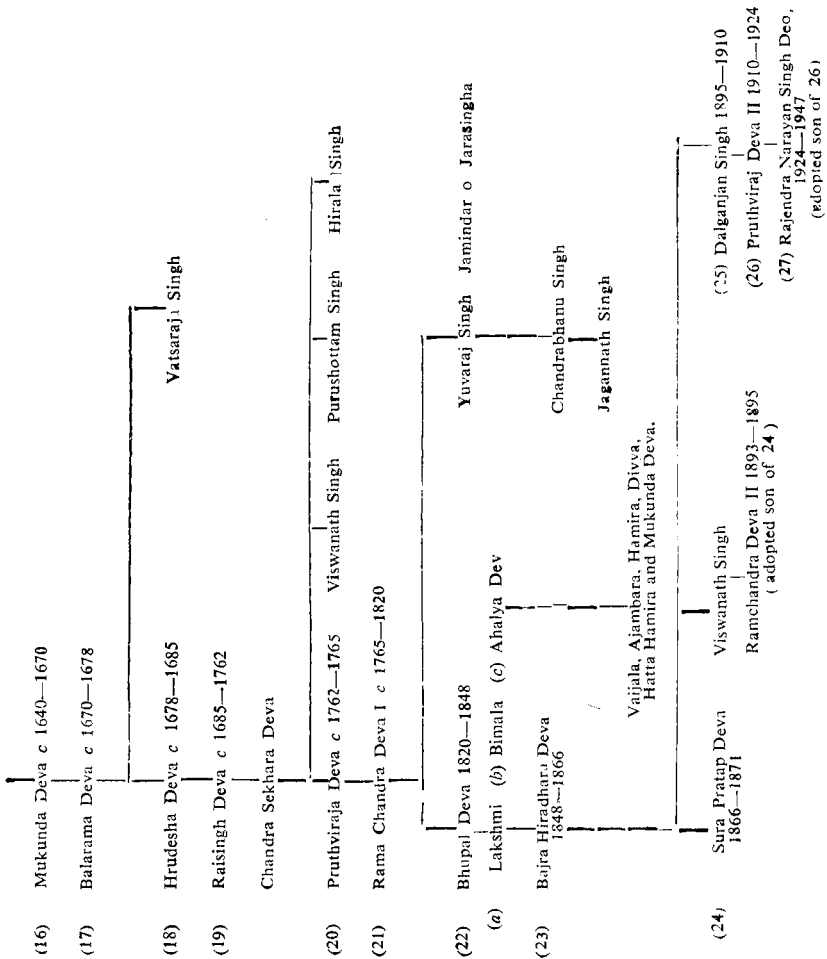 (16) Mukunda Deva c 1640—1670
(17) Balarama Deva c 1670—1678
(18) Hrudesha Deva c 1678—1685 Vatsaraja Singh
(19) Raisingh Deva c 1685—1762
Chandra Sekhara Deva
(20) Pruthviraja Deva c 1762—1765 Viswanath Singh Purushottam Singh Hirala Singh
(21) Rama Chandra Deva I c 1765—1820
(22) Bhupal Deva 1820—1848 Yuvaraj Singh Jamindar o Jarasingha
(a) Lakshmi (b) Bimala (c) Ahalya Dev
(23) Bajra Hiradhara Deva Chandrabhanu Singh
1848—1866
Jagannath Singh
Vaijala, Ajambara, Hamira, Divya,
Hatta Hamira and Mukunda Deva.
(24) Sura Pratap Deva Viswanath Singh (25) Dalganjan Singh 1895—1910
1866—1871
Ramchandra Deva II 1893—1895 (26) Pruthviraj Deva II 1910—1924
( adopted son of 24 )
(27) Rajendra Narayan Singh Deo,
1924—1947
(adopted son of 26)